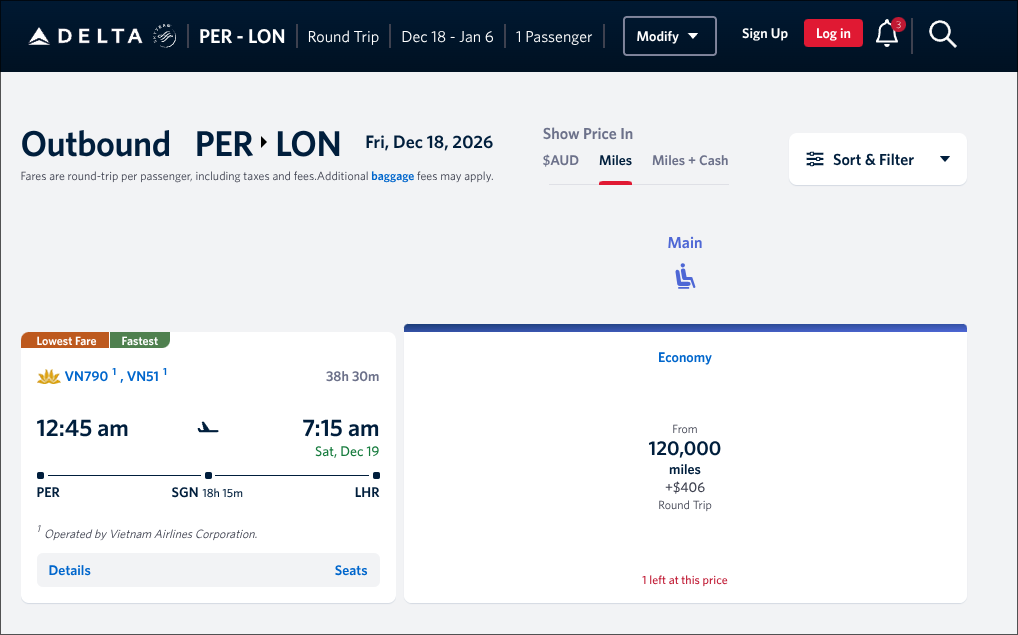 DELTA PER - LON Round Trip Dec 18 - Jan 6 1 Passenger Modify Sign Up Log in 3
Outbound PER LON Fri, Dec 18, 2026
Fares are round-trip per passenger, including taxes and fees.Additional baggage fees may apply.
Show Price In
$AUD Miles Miles + Cash
Sort & Filter
Main
Lowest Fare Fastest
VN790 1 , VN51 1 38h 30m
12:45 am 7:15 am
Sat, Dec 19
PER SGN 18h 15m LHR
1 Operated by Vietnam Airlines Corporation.
Details Seats
Economy
From
120,000
miles
+$406
Round Trip
1 left at this price